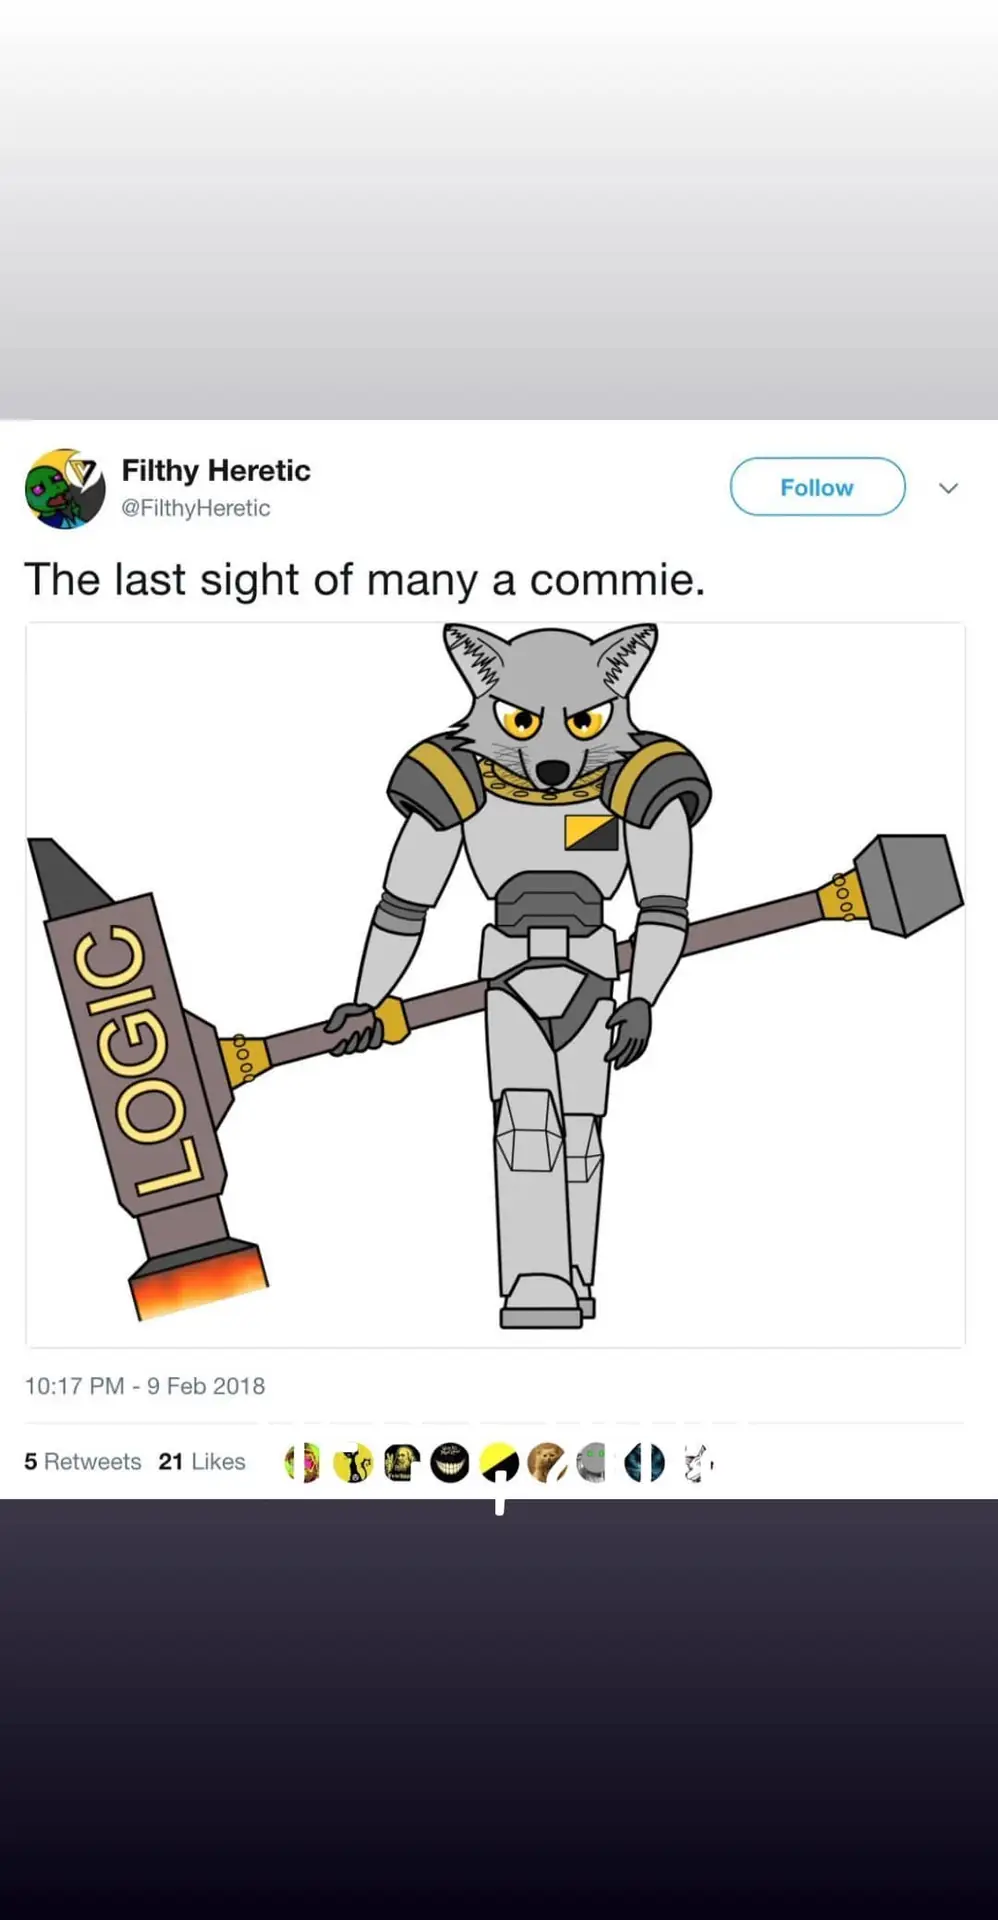 Filthy Heretic
@FilthyHeretic
Follow
The last sight of many a commie.
LOGIC
10:17 PM - 9 Feb 2018
5 Retweets 21 Likes